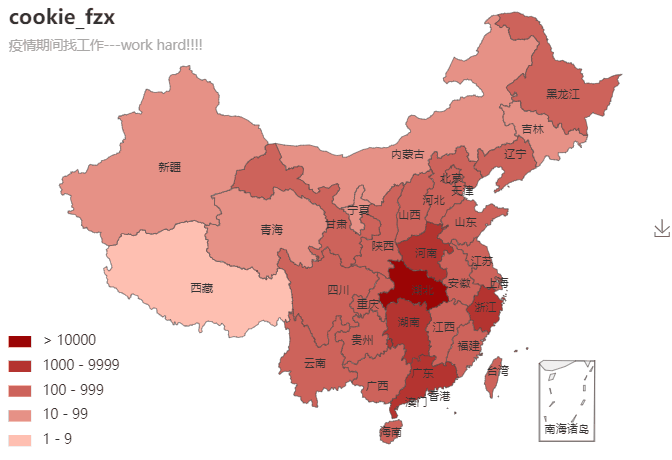 cookie_fzx
疫情期间找工作---work hard!!!!
黑龙江
吉林
辽宁
内蒙古
新疆
北京
天津
河北
山西
宁夏
山东
青海
甘肃
陕西
河南
江苏
西藏
四川
安徽
上海
重庆
浙江
湖南
江西
贵州
福建
云南
广西
广东
台湾
香港
澳门
海南
南海诸岛
> 10000
1000 - 9999
100 - 999
10 - 99
1 - 9